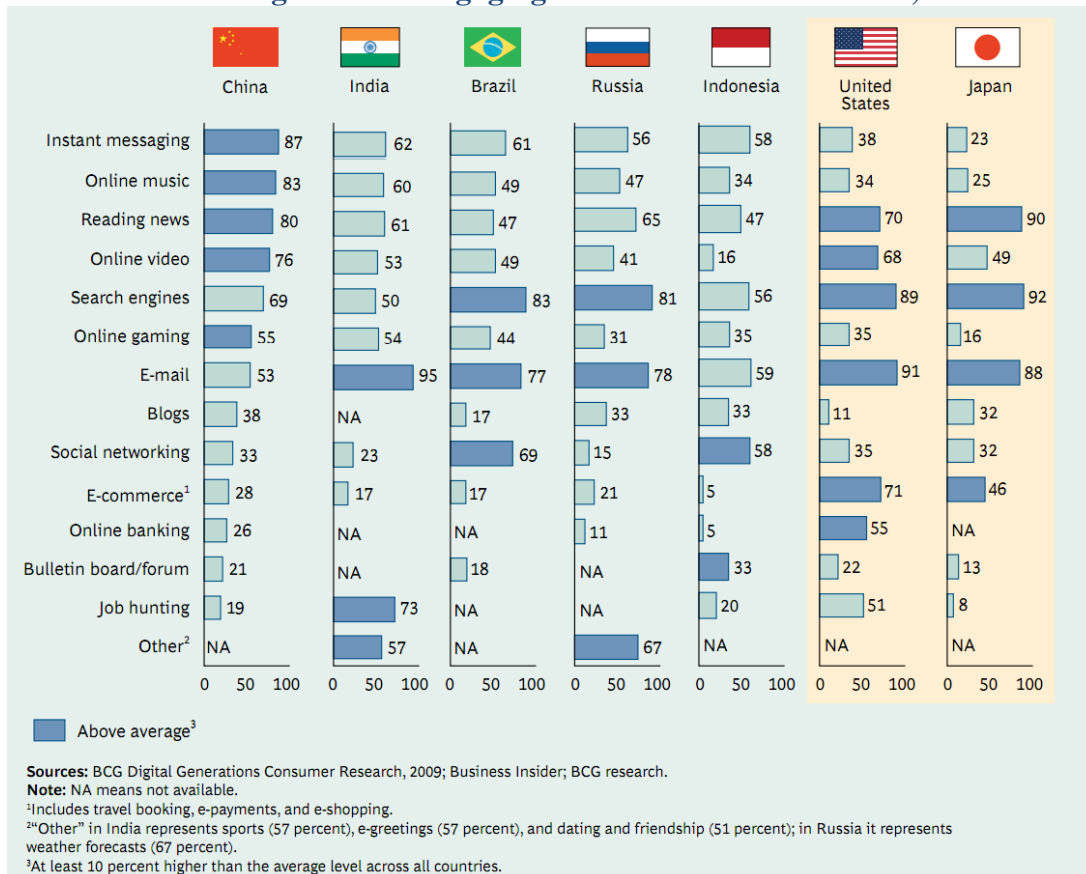 China India Brazil Russia Indonesia United States Japan
Instant messaging 87 62 61 56 58 38 23
Online music 83 60 49 47 34 34 25
Reading news 80 61 47 65 47 70 90
Online video 76 53 49 41 16 68 49
Search engines 69 50 83 81 56 89 92
Online gaming 55 54 44 31 35 35 16
E-mail 53 95 77 78 59 91 88
Blogs 38 NA 17 33 33 11 32
Social networking 33 23 69 15 58 35 32
E-commerce¹ 28 17 17 21 5 71 46
Online banking 26 NA NA 11 5 55 NA
Bulletin board/forum 21 NA 18 NA 33 22 13
Job hunting 19 73 NA NA 20 51 8
Other² NA 57 NA 67 NA NA NA
0 50 100 0 50 100 0 50 100 0 50 100 0 50 100 0 50 100 0 50 100
Above average³
Sources: BCG Digital Generations Consumer Research, 2009; Business Insider; BCG research.
Note: NA means not available.
¹Includes travel booking, e-payments, and e-shopping.
²“Other” in India represents sports (57 percent), e-greetings (57 percent), and dating and friendship (51 percent); in Russia it represents
weather forecasts (67 percent).
³At least 10 percent higher than the average level across all countries.